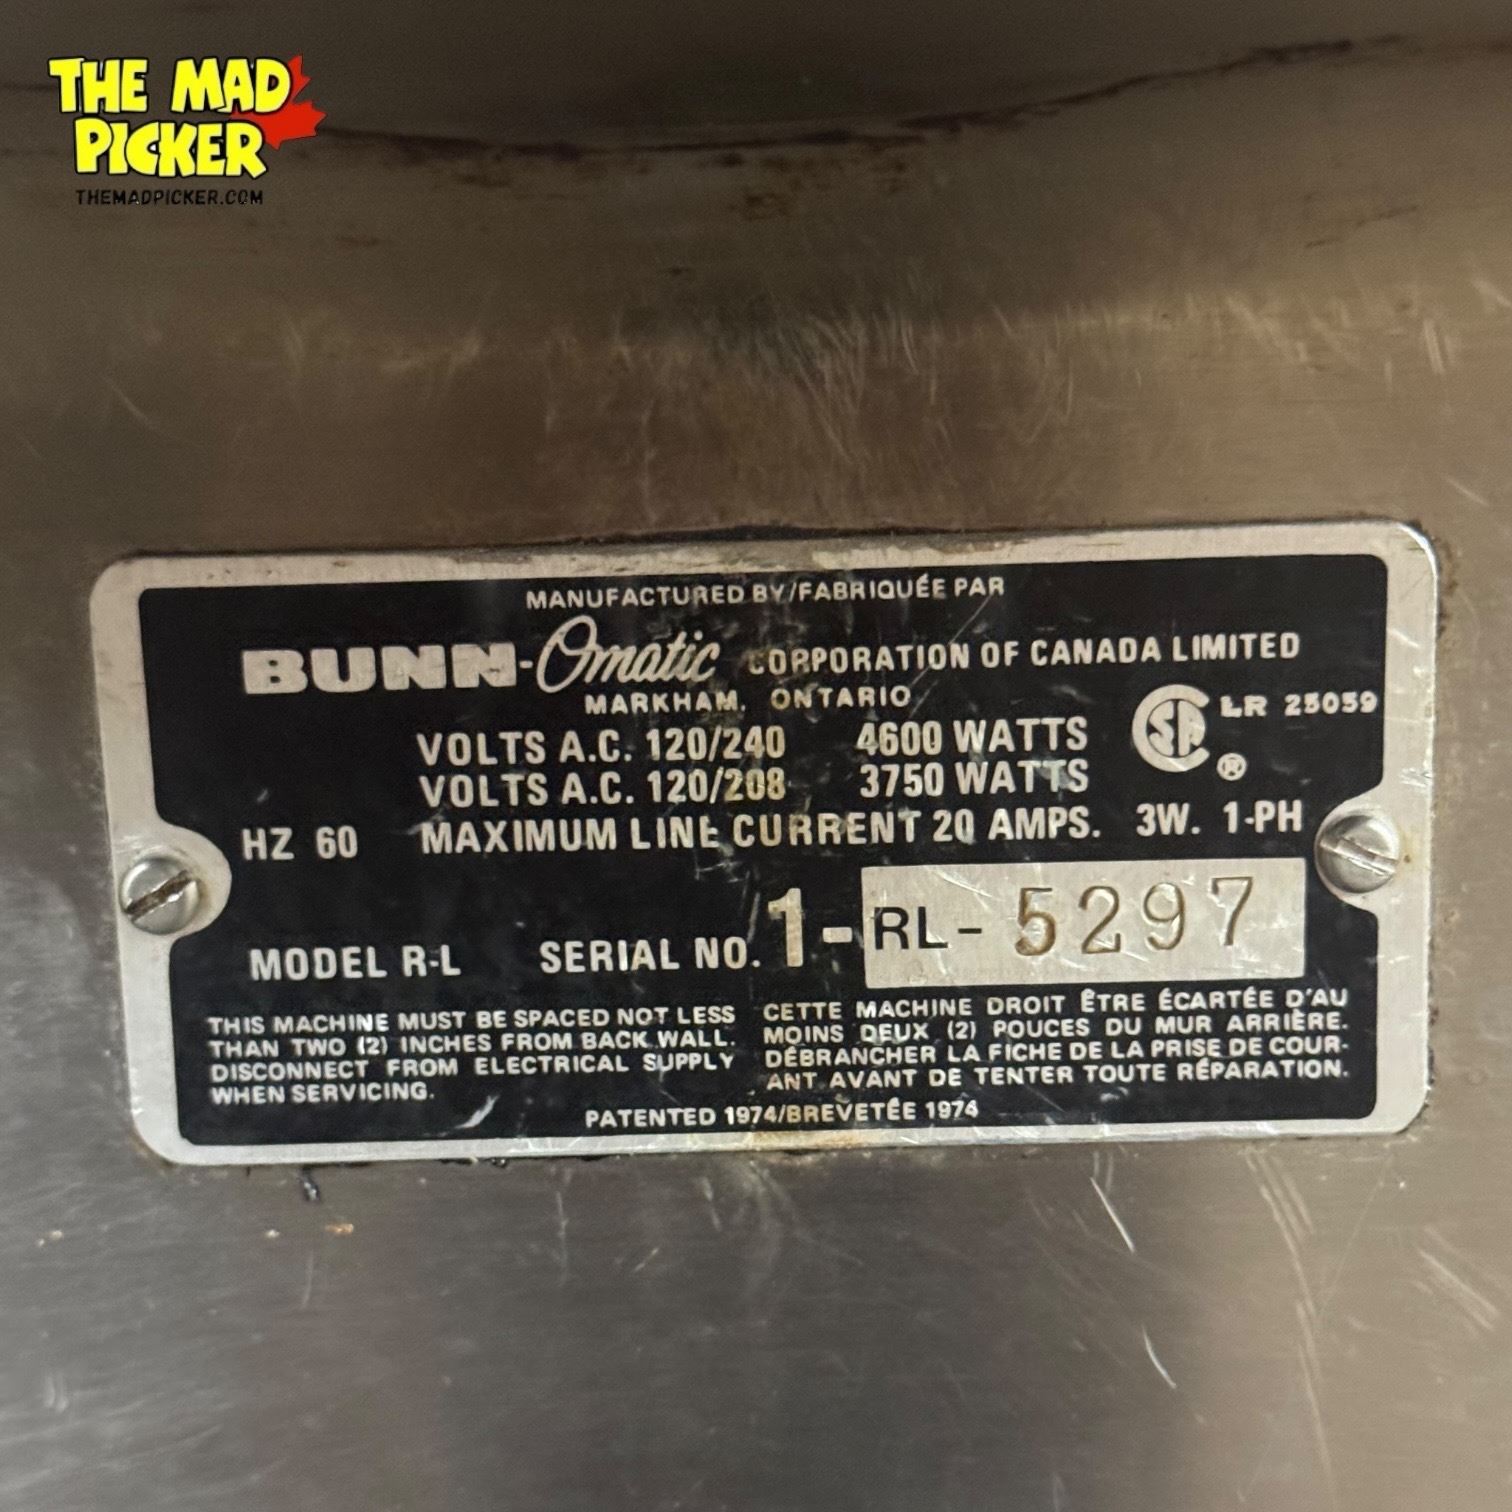 THE MAD
PICKER
THEMADPICKER.COM
MANUFACTURED BY/FABRIQUÉE PAR
BUNN-Omatic CORPORATION OF CANADA LIMITED
MARKHAM, ONTARIO
LR 25059
VOLTS A.C. 120/240 4600 WATTS
VOLTS A.C. 120/208 3750 WATTS
HZ 60 MAXIMUM LINE CURRENT 20 AMPS. 3W. 1-PH
MODEL R-L SERIAL NO. 1-RL-5297
THIS MACHINE MUST BE SPACED NOT LESS
THAN TWO (2) INCHES FROM BACK WALL.
DISCONNECT FROM ELECTRICAL SUPPLY
WHEN SERVICING.
CETTE MACHINE DROIT ÊTRE ÉCARTÉE D'AU
MOINS DEUX (2) POUCES DU MUR ARRIÈRE.
DÉBRANCHER LA FICHE DE LA PRISE DE COUR-
ANT AVANT DE TENTER TOUTE RÉPARATION.
PATENTED 1974/BREVETÉE 1974